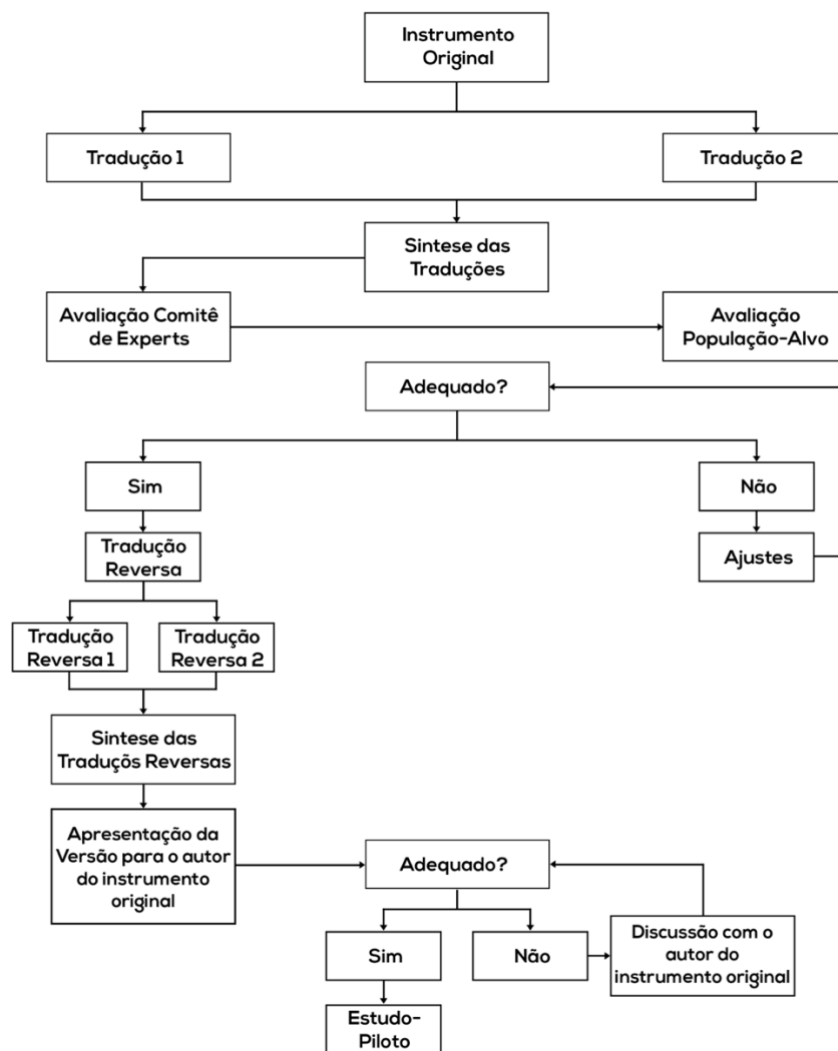 Instrumento
Original
Tradução 1
Tradução 2
Sintese das
Traduções
Avaliação Comitê
de Experts
Avaliação
População-Alvo
Adequado?
Sim
Não
Tradução
Reversa
Ajustes
Tradução
Reversa 1
Tradução
Reversa 2
Sintese das
Traduçõs Reversas
Apresentação da
Versão para o autor
do instrumento
original
Adequado?
Sim
Não
Discussão com o
autor do
instrumento original
Estudo-
Piloto